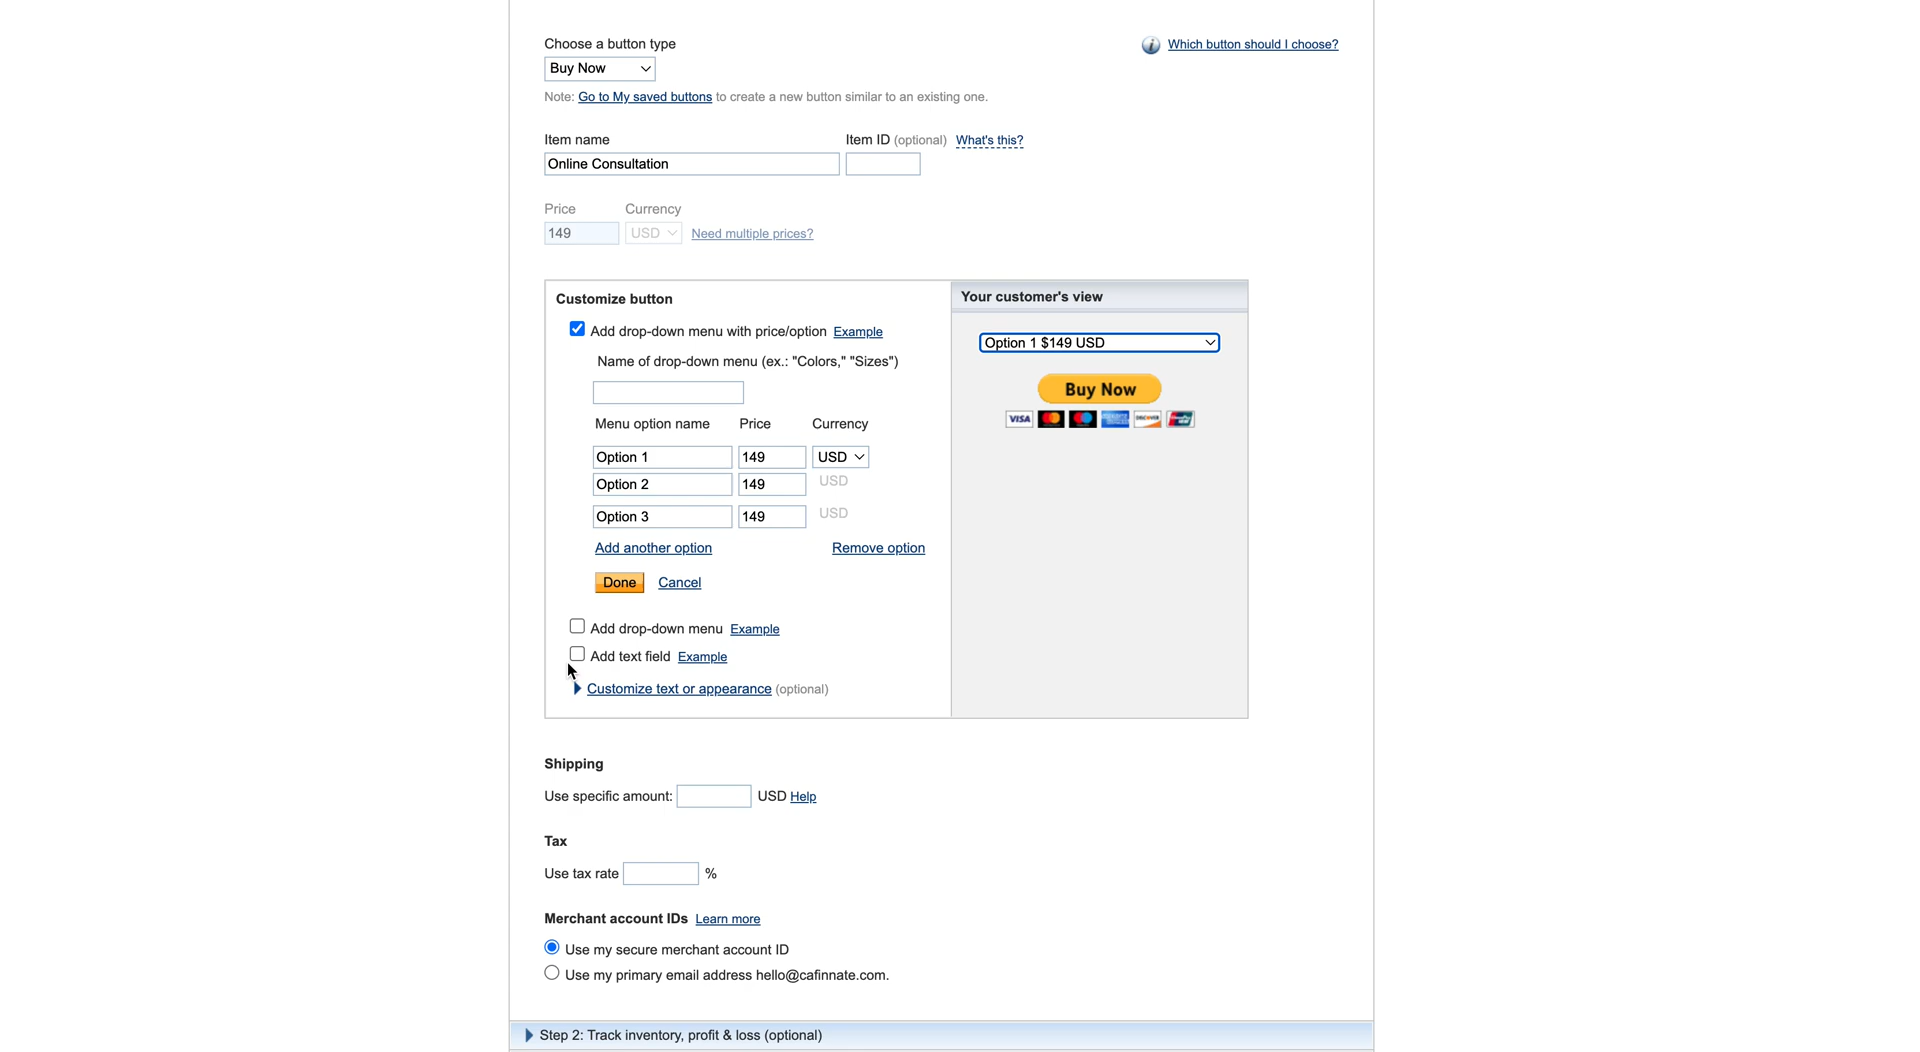 Choose a button type
Which button should I choose?
Buy Now
Note: Go to My saved buttons to create a new button similar to an existing one.
Item name
Item ID (optional) What's this?
Online Consultation
Price
Currency
149
USD
Need multiple prices?
Customize button
Your customer's view
Add drop-down menu with price/option Example
Option 1 $149 USD
Name of drop-down menu (ex.: "Colors," "Sizes")
Buy Now
VISA
DISCOVER
Menu option name
Price
Currency
Option 1
149
USD
Option 2
149
USD
Option 3
149
USD
Add another option
Remove option
Done
Cancel
Add drop-down menu Example
Add text field Example
Customize text or appearance (optional)
Shipping
Use specific amount:
USD Help
Tax
Use tax rate
%
Merchant account IDs Learn more
Use my secure merchant account ID
Use my primary email address hello@cafinnate.com.
Step 2: Track inventory, profit & loss (optional)